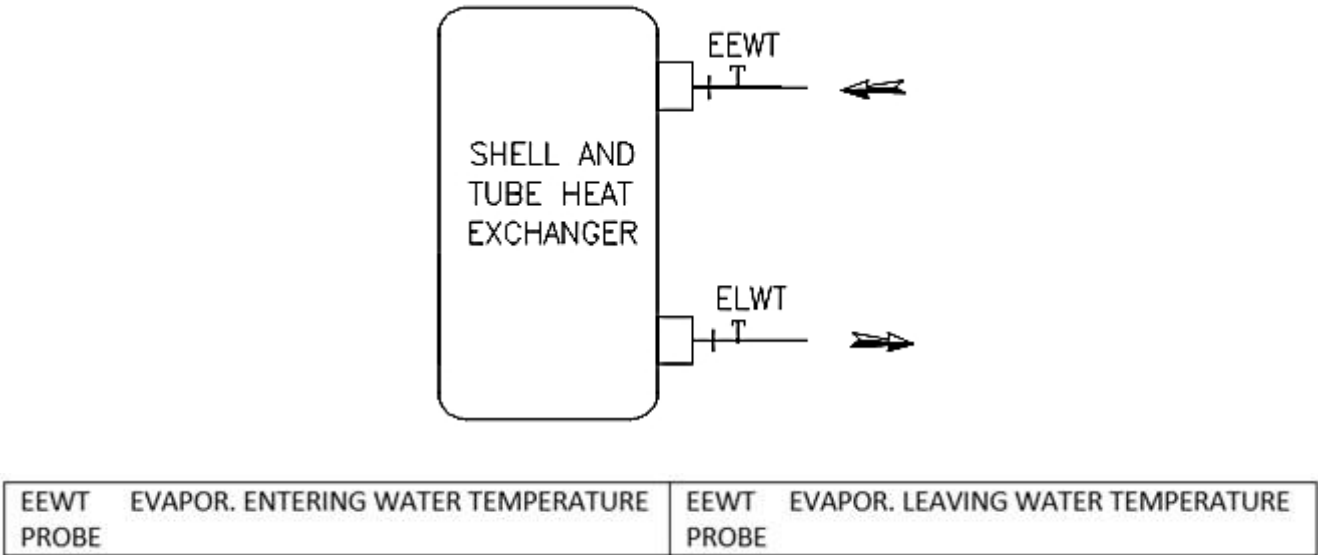 EEWT
T
SHELL AND
TUBE HEAT
EXCHANGER
ELWT
T
EEWT EVAPOR. ENTERING WATER TEMPERATURE
PROBE
EEWT EVAPOR. LEAVING WATER TEMPERATURE
PROBE